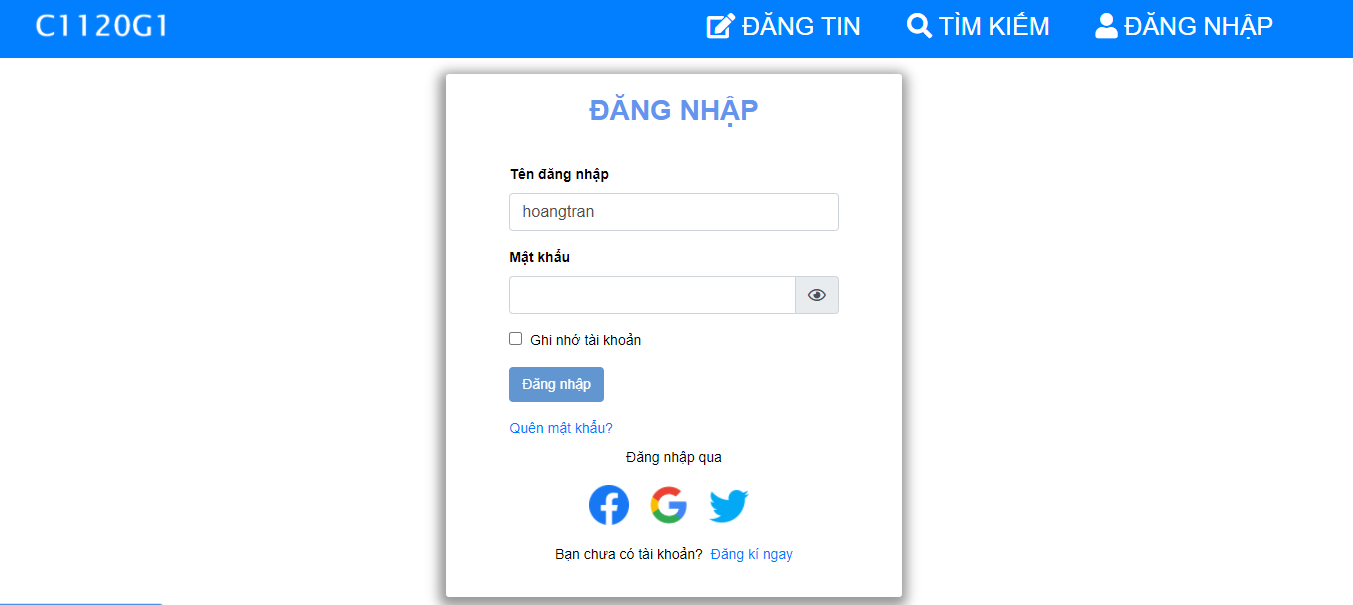 C1120G1 ĐĂNG TIN TÌM KIẾM ĐĂNG NHẬP
ĐĂNG NHẬP
Tên đăng nhập
hoangtran
Mật khẩu
Ghi nhớ tài khoản
Đăng nhập
Quên mật khẩu?
Đăng nhập qua
Bạn chưa có tài khoản? Đăng kí ngay